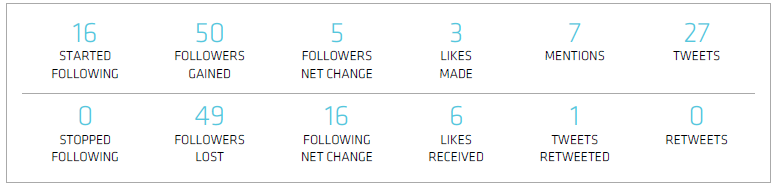 16 50 5 3 7 27
STARTED FOLLOWERS FOLLOWERS LIKES MENTIONS TWEETS
FOLLOWING GAINED NET CHANGE MADE
0 49 16 6 1 0
STOPPED FOLLOWERS FOLLOWING LIKES TWEETS RETWEETS
FOLLOWING LOST NET CHANGE RECEIVED RETWEETED